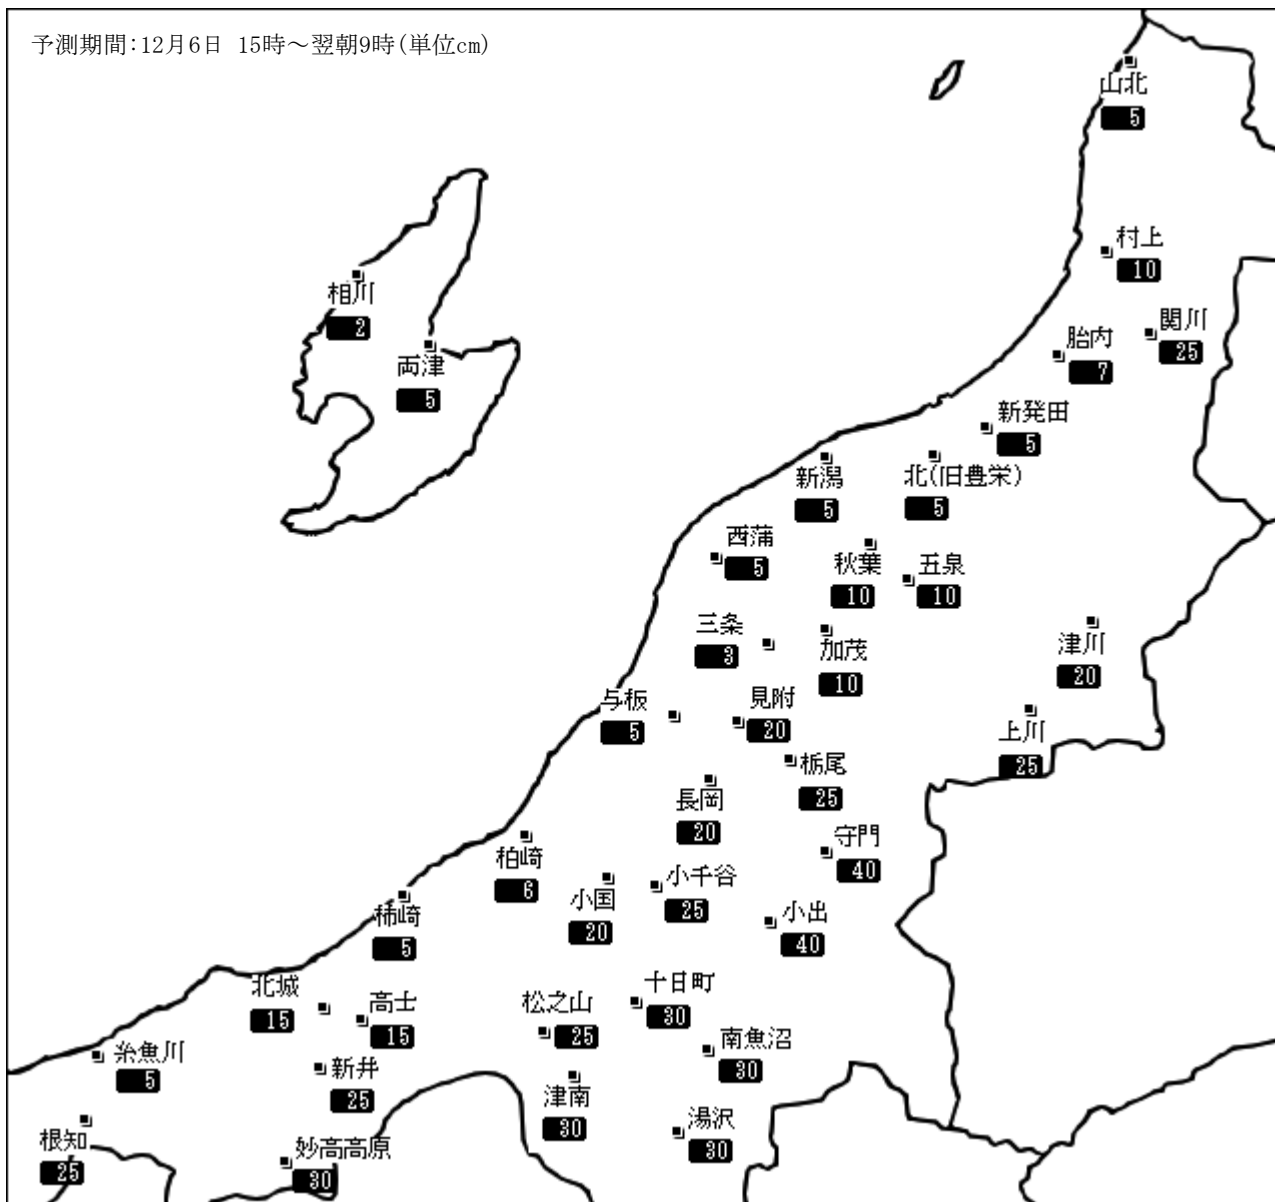 予測期間:12月6日 15時～翌朝9時(単位cm)
山北
5
村上
10
相川
2
関川
25
胎内
7
両津
5
新発田
5
新潟
5
北(旧豊栄)
5
西蒲
5
秋葉
10
五泉
10
三条
3
加茂
10
津川
20
与板
5
見附
20
上川
25
栃尾
25
長岡
20
守門
40
柏崎
6
小千谷
25
小国
20
小出
40
柿崎
5
北城
15
高士
15
松之山
25
十日町
30
南魚沼
30
糸魚川
5
新井
25
津南
30
湯沢
30
根知
25
妙高高原
30